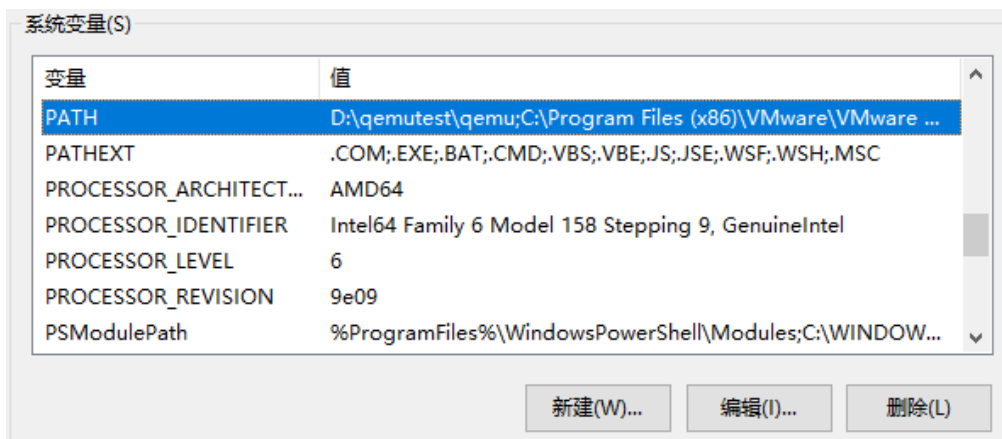 系统变量(S)
变量 值
PATH D:\qemutest\qemu;C:\Program Files (x86)\VMware\VMware ...
PATHEXT .COM;.EXE;.BAT;.CMD;.VBS;.VBE;.JS;.JSE;.WSF;.WSH;.MSC
PROCESSOR_ARCHITECT... AMD64
PROCESSOR_IDENTIFIER Intel64 Family 6 Model 158 Stepping 9, GenuineIntel
PROCESSOR_LEVEL 6
PROCESSOR_REVISION 9e09
PSModulePath %ProgramFiles%\WindowsPowerShell\Modules;C:\WINDOW...
新建(W)... 编辑(I)... 删除(L)